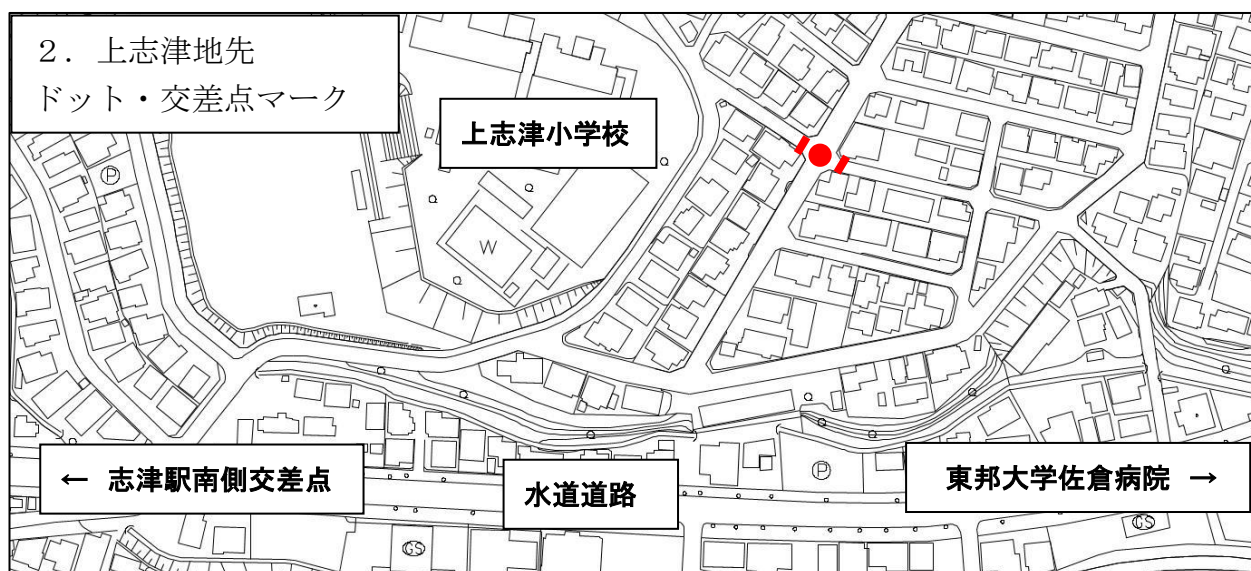 ２．上志津地先
ドット・交差点マーク
上志津小学校
P
W
← 志津駅南側交差点
水道道路
P
東邦大学佐倉病院 →
GS
GS